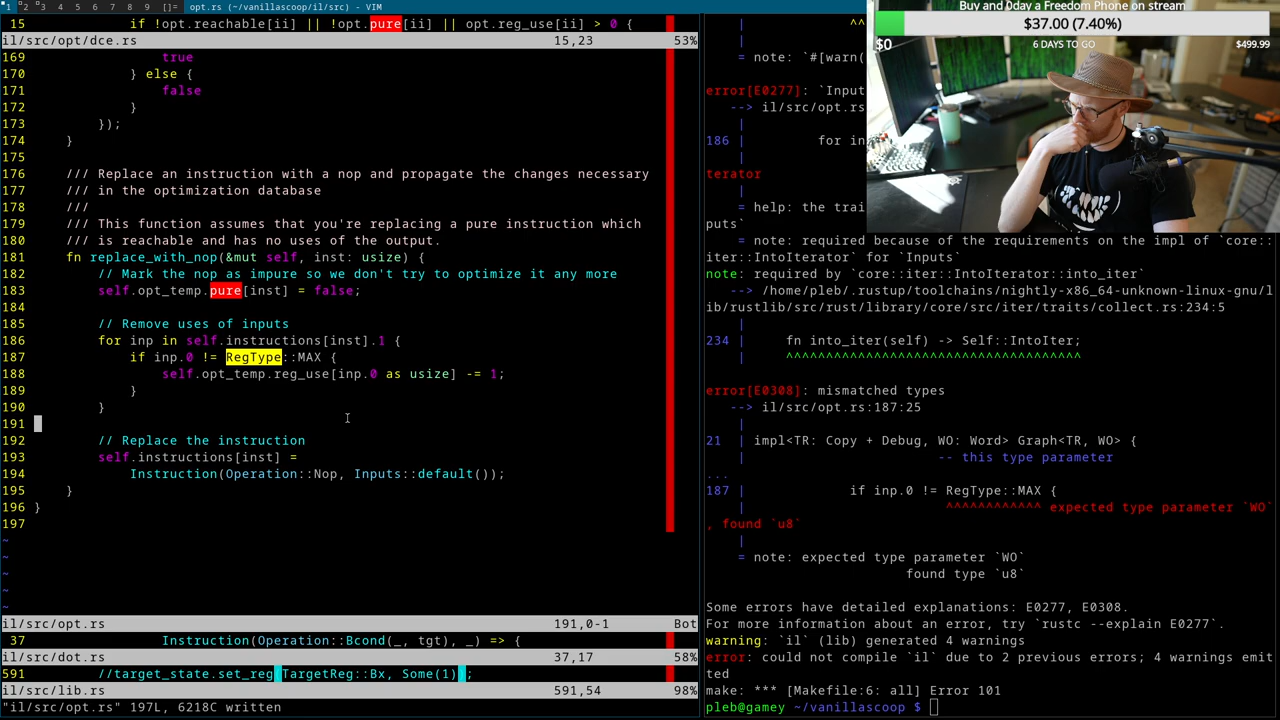 1 2 3 4 5 6 7 8 9 []= opt.rs (~/vanillascoop/il/src) - VIM
15 if !opt.reachable[ii] || !opt.pure[ii] || opt.reg_use[ii] > 0 {
il/src/opt/dce.rs 15,23 53%
169 true
170 } else {
171 false
172 }
173 });
174 }
175
176 /// Replace an instruction with a nop and propagate the changes necessary
177 /// in the optimization database
178 ///
179 /// This function assumes that you're replacing a pure instruction which
180 /// is reachable and has no uses of the output.
181 fn replace_with_nop(&mut self, inst: usize) {
182 // Mark the nop as impure so we don't try to optimize it any more
183 self.opt_temp.pure[inst] = false;
184
185 // Remove uses of inputs
186 for inp in self.instructions[inst].1 {
187 if inp.0 != RegType::MAX {
188 self.opt_temp.reg_use[inp.0 as usize] -= 1;
189 }
190 }
191
192 // Replace the instruction
193 self.instructions[inst] =
194 Instruction(Operation::Nop, Inputs::default());
195 }
196 }
197
~
~
~
~
~
il/src/opt.rs 191,0-1 Bot
37 Instruction(Operation::Bcond(_, tgt), _) => {
il/src/dot.rs 37,17 58%
591 //target_state.set_reg(TargetReg::Bx, Some(1));
il/src/lib.rs 591,54 98%
"il/src/opt.rs" 197L, 6218C written
| ^^
|
= note: `#[warn(
error[E0277]: `Input
--> il/src/opt.rs
|
186 | for in
|
terator
|
= help: the trai
puts`
= note: required because of the requirements on the impl of `core::
iter::IntoIterator` for `Inputs`
note: required by `core::iter::IntoIterator::into_iter`
--> /home/pleb/.rustup/toolchains/nightly-x86_64-unknown-linux-gnu/l
ib/rustlib/src/rust/library/core/src/iter/traits/collect.rs:234:5
|
234 | fn into_iter(self) -> Self::IntoIter;
| ^^^^^^^^^^^^^^^^^^^^^^^^^^^^^^^^^^^^^
error[E0308]: mismatched types
--> il/src/opt.rs:187:25
|
21 | impl<TR: Copy + Debug, WO: Word> Graph<TR, WO> {
| -- this type parameter
...
187 | if inp.0 != RegType::MAX {
| ^^^^^^^^^^^^ expected type parameter `WO`
, found `u8`
|
= note: expected type parameter `WO`
found type `u8`
Some errors have detailed explanations: E0277, E0308.
For more information about an error, try `rustc --explain E0277`.
warning: `il` (lib) generated 4 warnings
error: could not compile `il` due to 2 previous errors; 4 warnings emit
ted
make: *** [Makefile:6: all] Error 101
pleb@gamey ~/vanillascoop $
Buy and 0day a Freedom Phone on stream
$37.00 (7.40%)
$0 6 DAYS TO GO $499.99